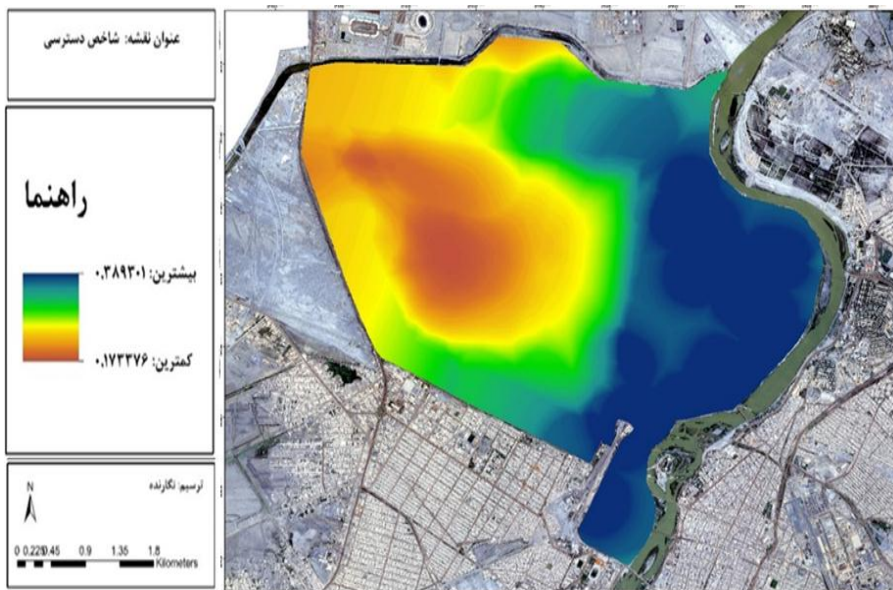 عنوان نقشه: شاخص دسترسی
راهنما
بیشترین: ۰.۳۸۹۳۰۱
کمترین: ۰.۱۷۳۳۷۶
ترسیم: نگارنده
N
0 0.225 0.45 0.9 1.35 1.8
Kilometers